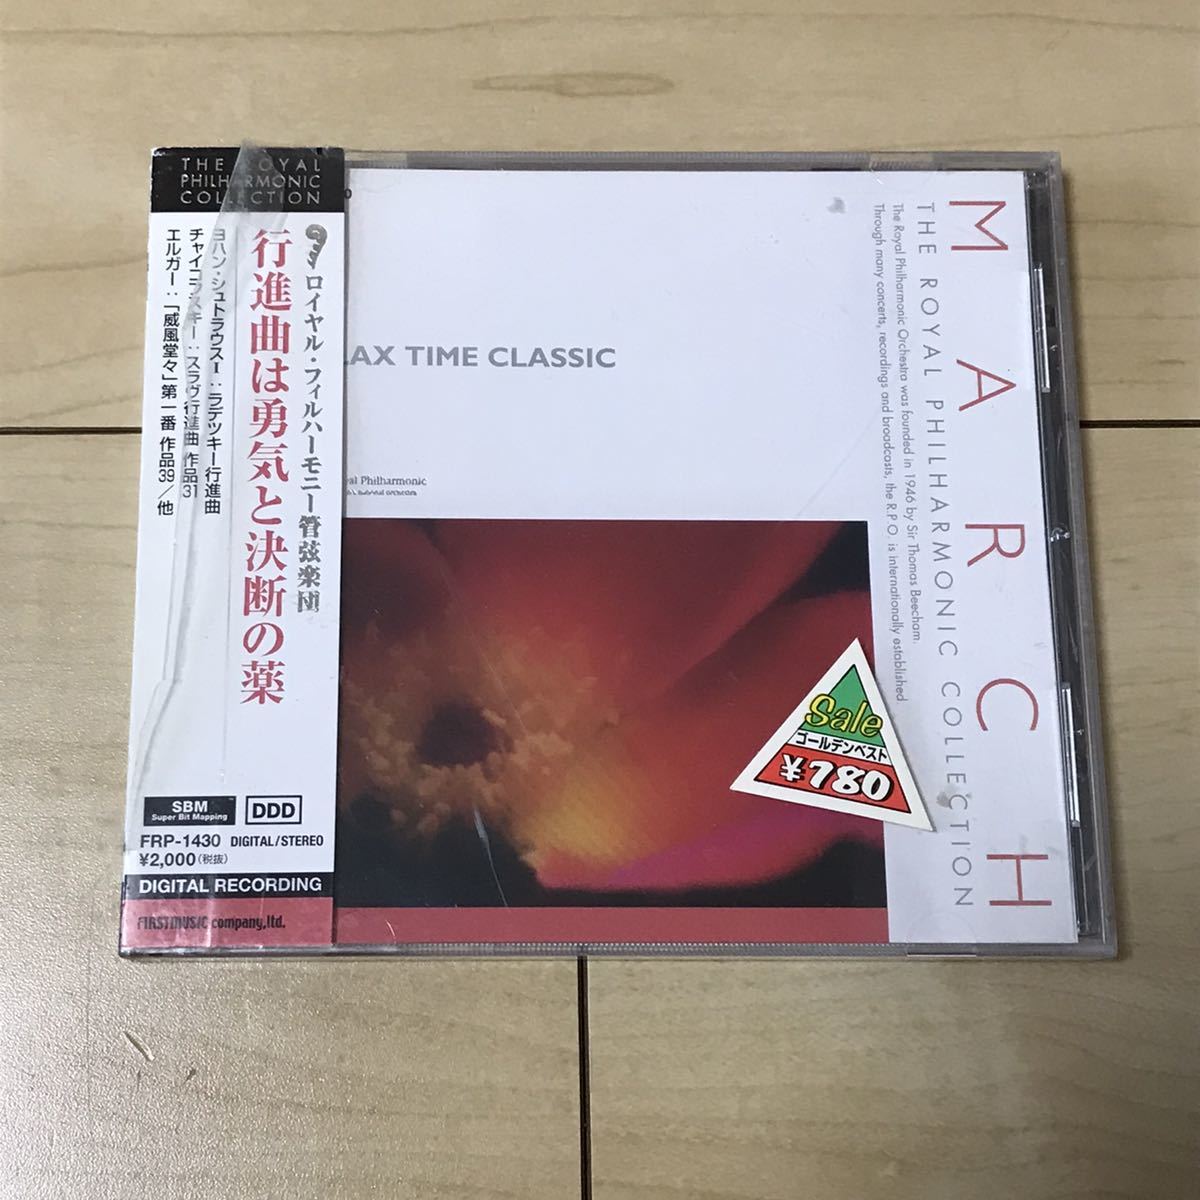 THE ROYAL
PHILHARMONIC
COLLECTION
ロイヤル・フィルハーモニー管弦楽団
行進曲は勇気と決断の薬
ヨハン・シュトラウスⅠ：ラデツキー行進曲
チャイコフスキー：スラヴ行進曲 作品31
エルガー：「威風堂々」第一番 作品39／他
SBM
Super Bit Mapping
DDD
FRP-1430 DIGITAL/STEREO
¥2,000(税抜)
DIGITAL RECORDING
FIRSTMUSIC company,ltd.
LAX TIME CLASSIC
Philharmonic
MARCH
THE ROYAL PHILHARMONIC COLLECTION
The Royal Philharmonic Orchestra was founded in 1946 by Sir Thomas Beecham.
Through many concerts, recordings and broadcasts, the R.P.O. is internationally established
Sale
ゴールデンベスト
¥780